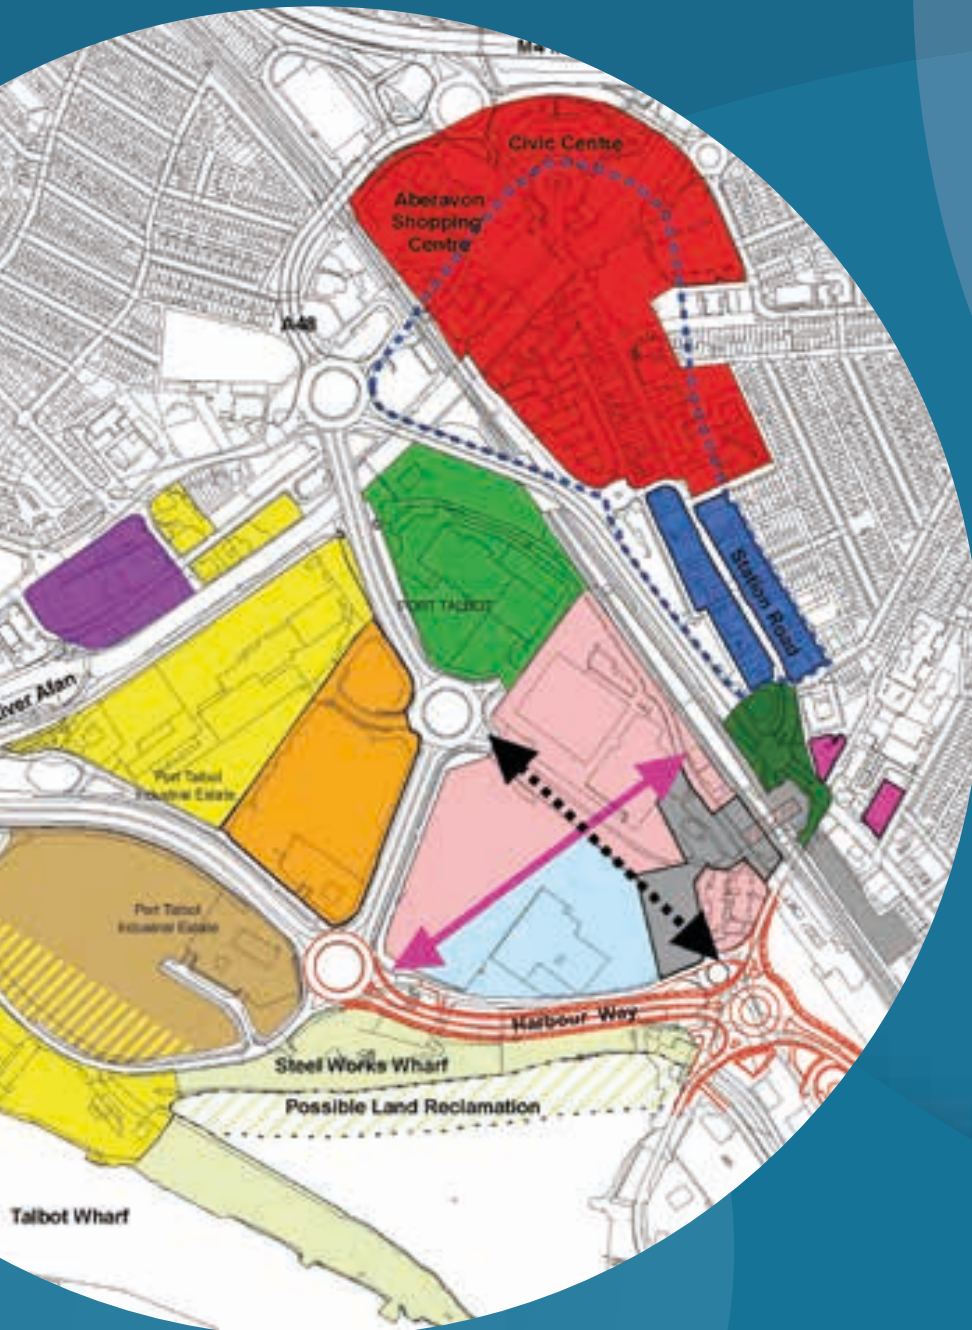 M4
Civic Centre
Aberavon
Shopping
Centre
A48
PORT TALBOT
Station Road
River Afan
Port Talbot
Industrial Estate
Port Talbot
Industrial Estate
Harbour Way
Steel Works Wharf
Possible Land Reclamation
Talbot Wharf